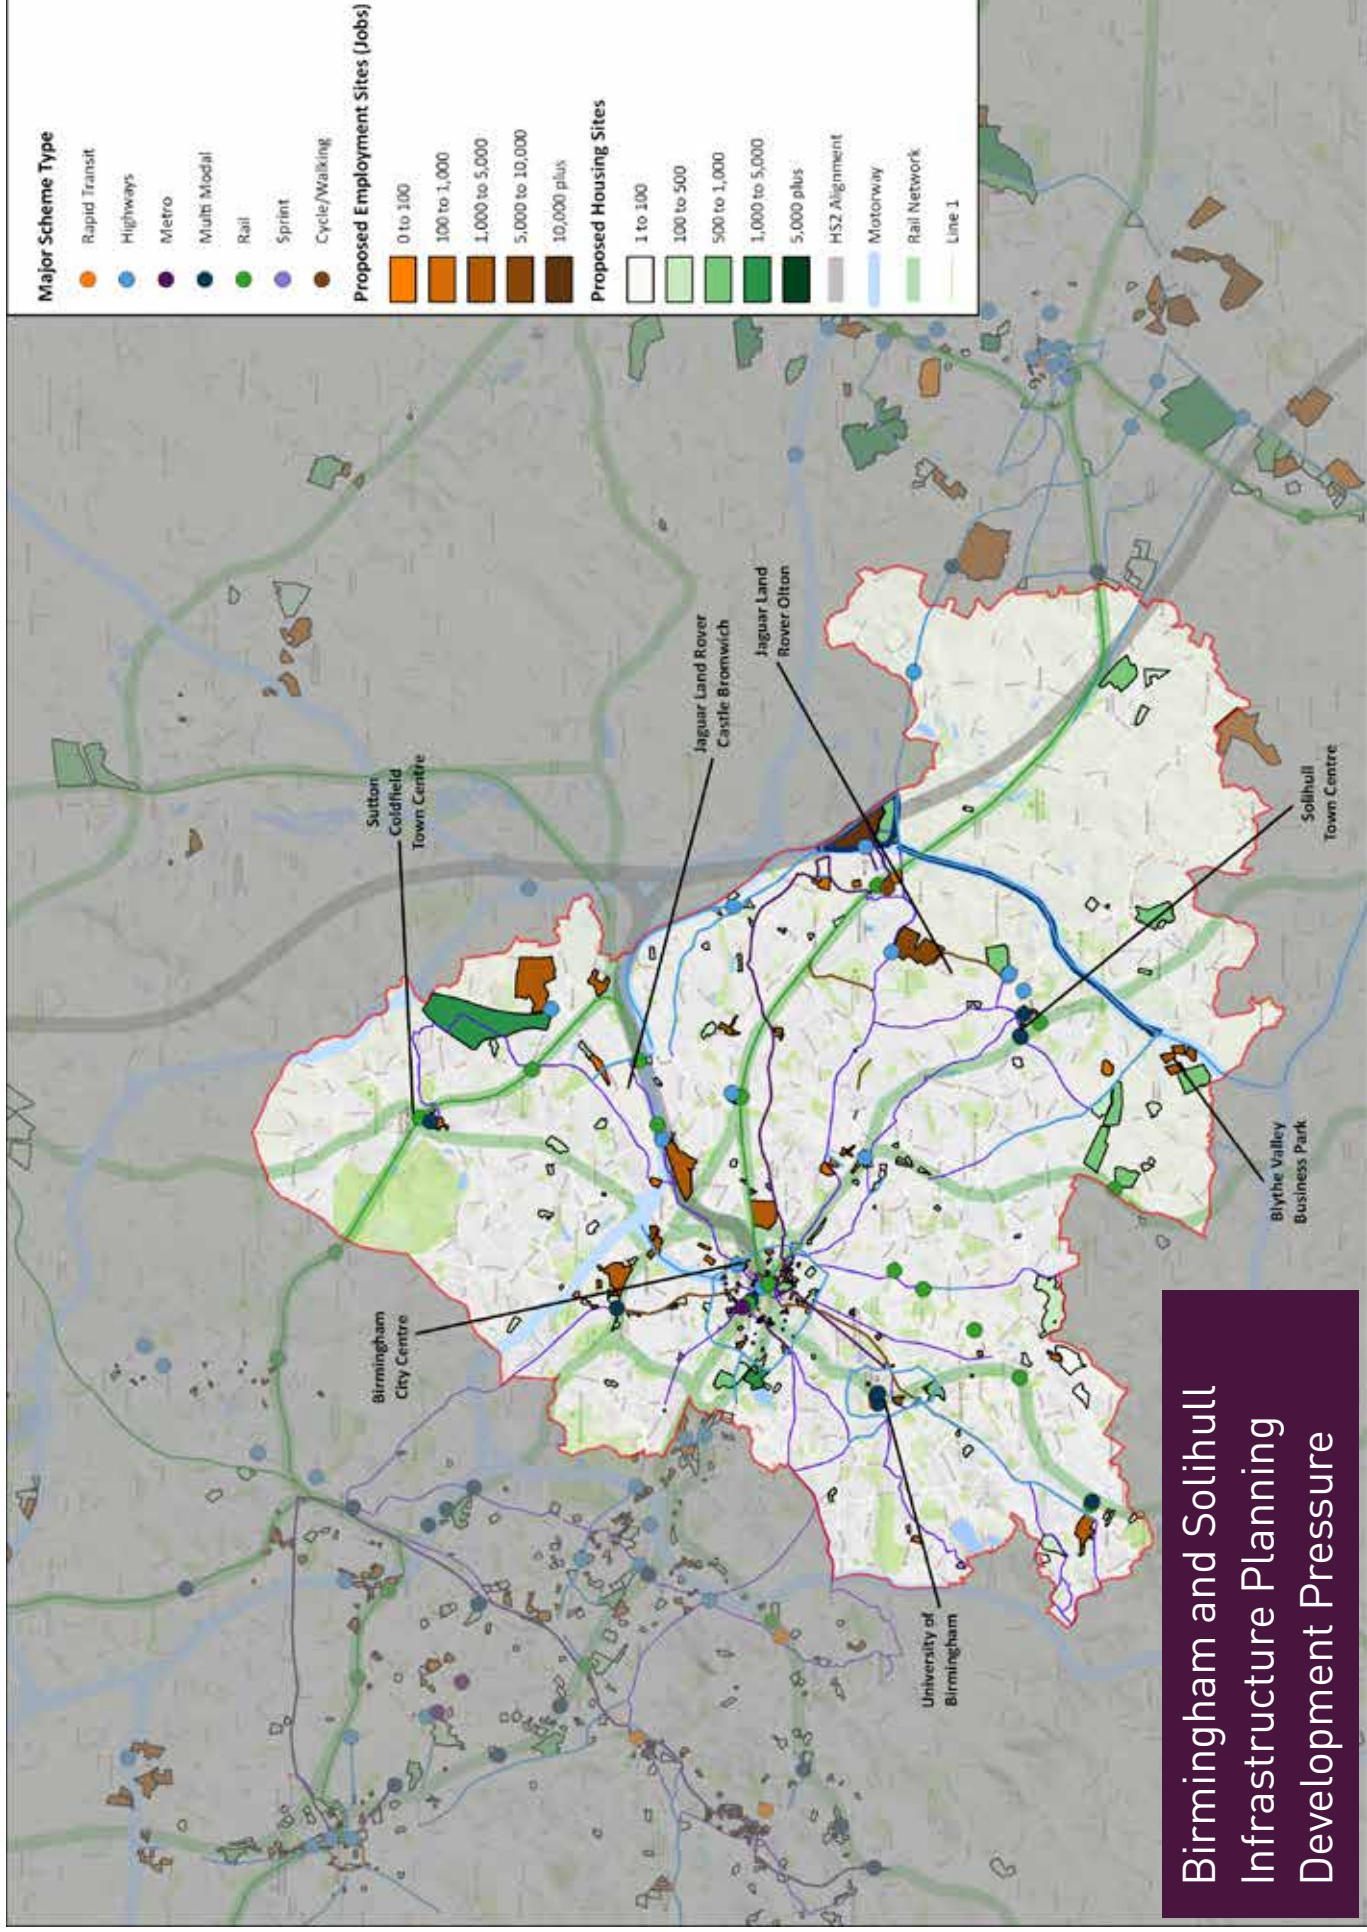 Major Scheme Type
Rapid Transit
Highways
Metro
Multi Modal
Rail
Sprint
Cycle/Walking
Proposed Employment Sites (Jobs)
0 to 100
100 to 1,000
1,000 to 5,000
5,000 to 10,000
10,000 plus
Proposed Housing Sites
1 to 100
100 to 500
500 to 1,000
1,000 to 5,000
5,000 plus
HS2 Alignment
Motorway
Rail Network
Line 1
Sutton
Coldfield
Town Centre
Jaguar Land Rover
Castle Bromwich
Jaguar Land
Rover Olton
Birmingham
City Centre
Solihull
Town Centre
University of
Birmingham
Blythe Valley
Business Park
Birmingham and Solihull
Infrastructure Planning
Development Pressure